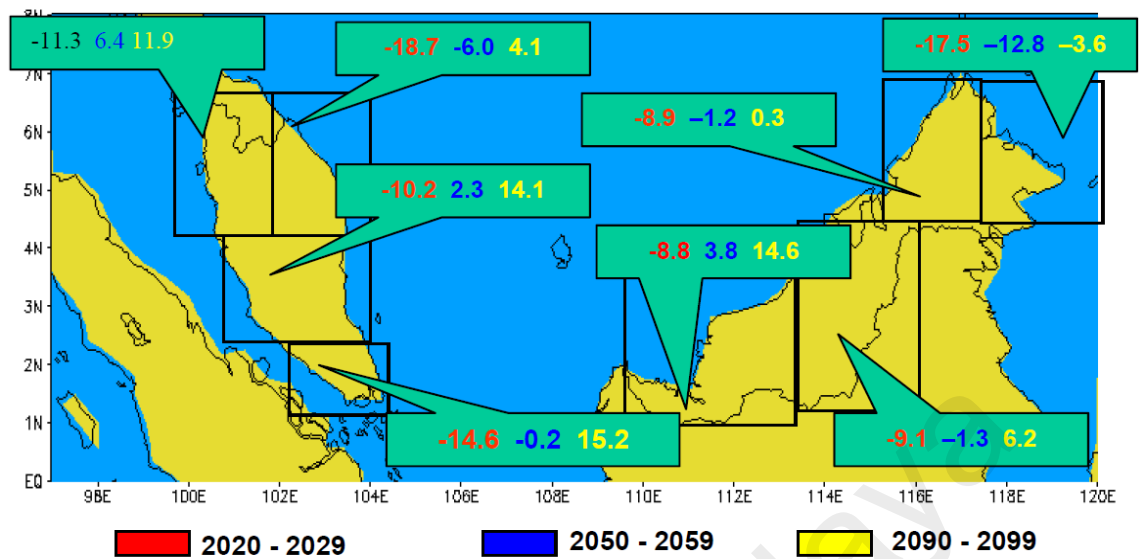 8N
-11.3 6.4 11.9
-18.7 -6.0 4.1
-17.5 –12.8 –3.6
7N
-8.9 –1.2 0.3
6N
-10.2 2.3 14.1
5N
4N
-8.8 3.8 14.6
3N
2N
1N
-14.6 -0.2 15.2
-9.1 –1.3 6.2
EQ
98E 100E 102E 104E 106E 108E 110E 112E 114E 116E 118E 120E
2020 - 2029 2050 - 2059 2090 - 2099